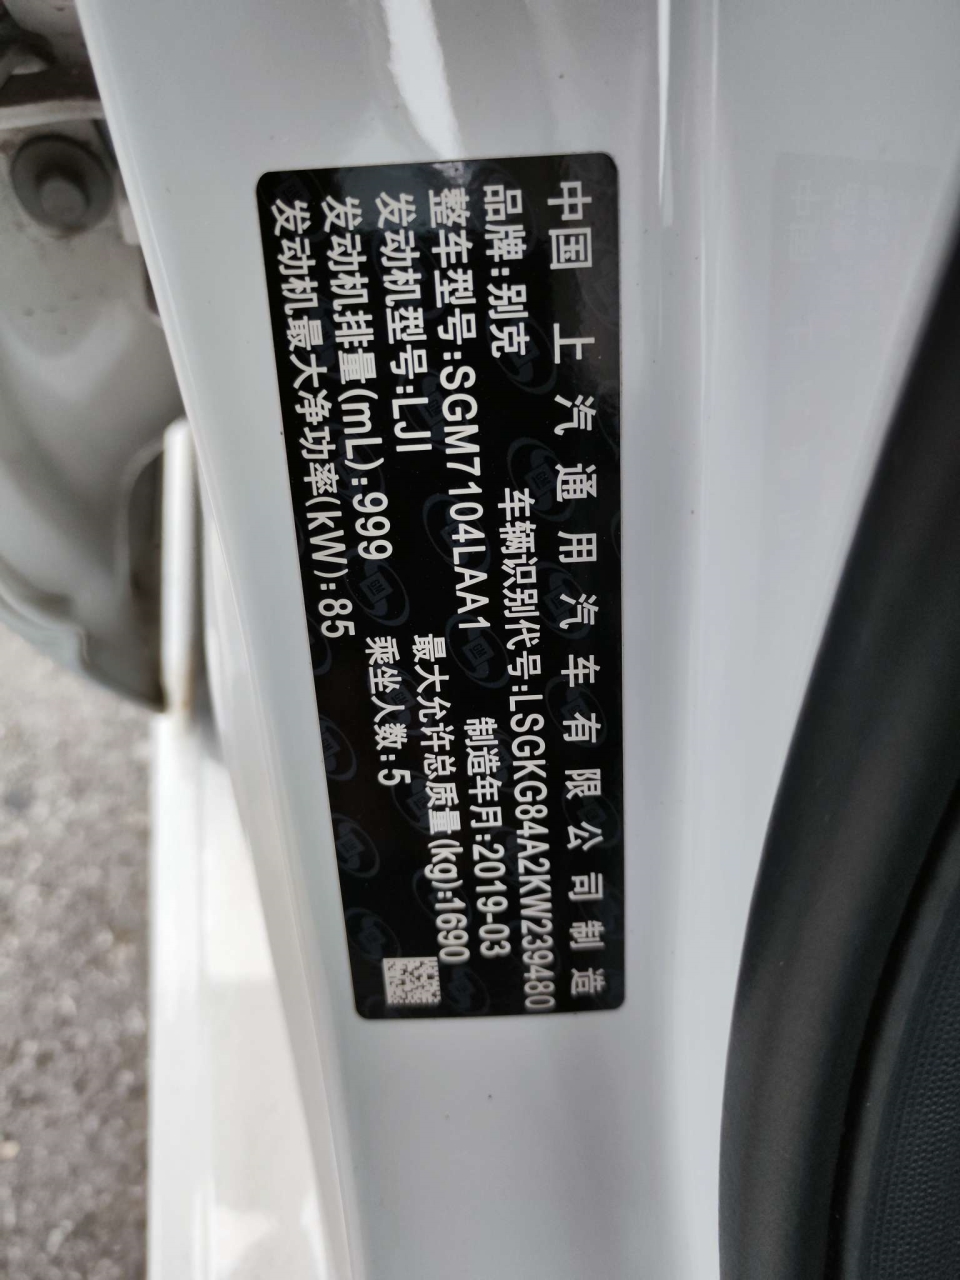 中国 上汽通用汽车有限公司制造
品牌:别克
车辆识别代号:LSGKG84A2KW239480
整车型号:SGM7104LAA1
制造年月:2019-03
发动机型号:LJI
最大允许总质量(kg):1690
发动机排量(mL):999
乘坐人数:5
发动机最大净功率(kW):85